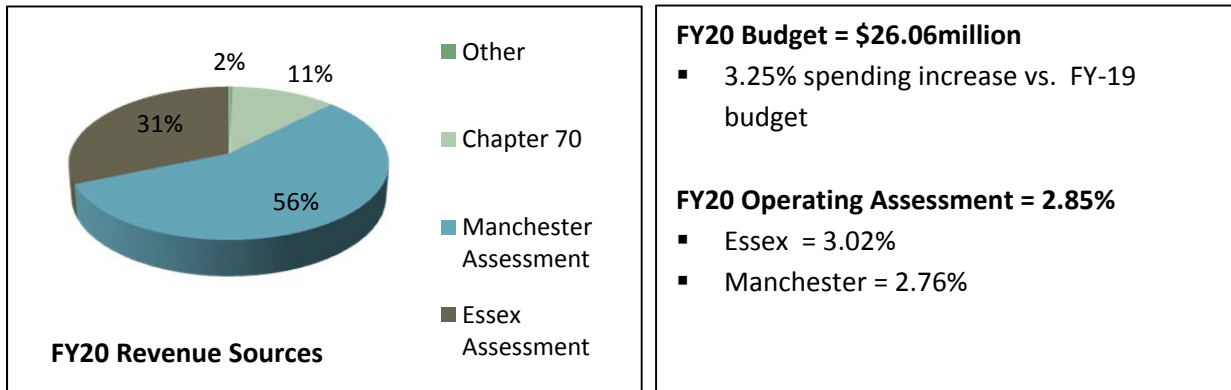 2%
11%
31%
56%
Other
Chapter 70
Manchester
Assessment
Essex
Assessment
FY20 Revenue Sources
FY20 Budget = $26.06million
▪ 3.25% spending increase vs.  FY-19
budget
FY20 Operating Assessment = 2.85%
▪ Essex  = 3.02%
▪ Manchester = 2.76%